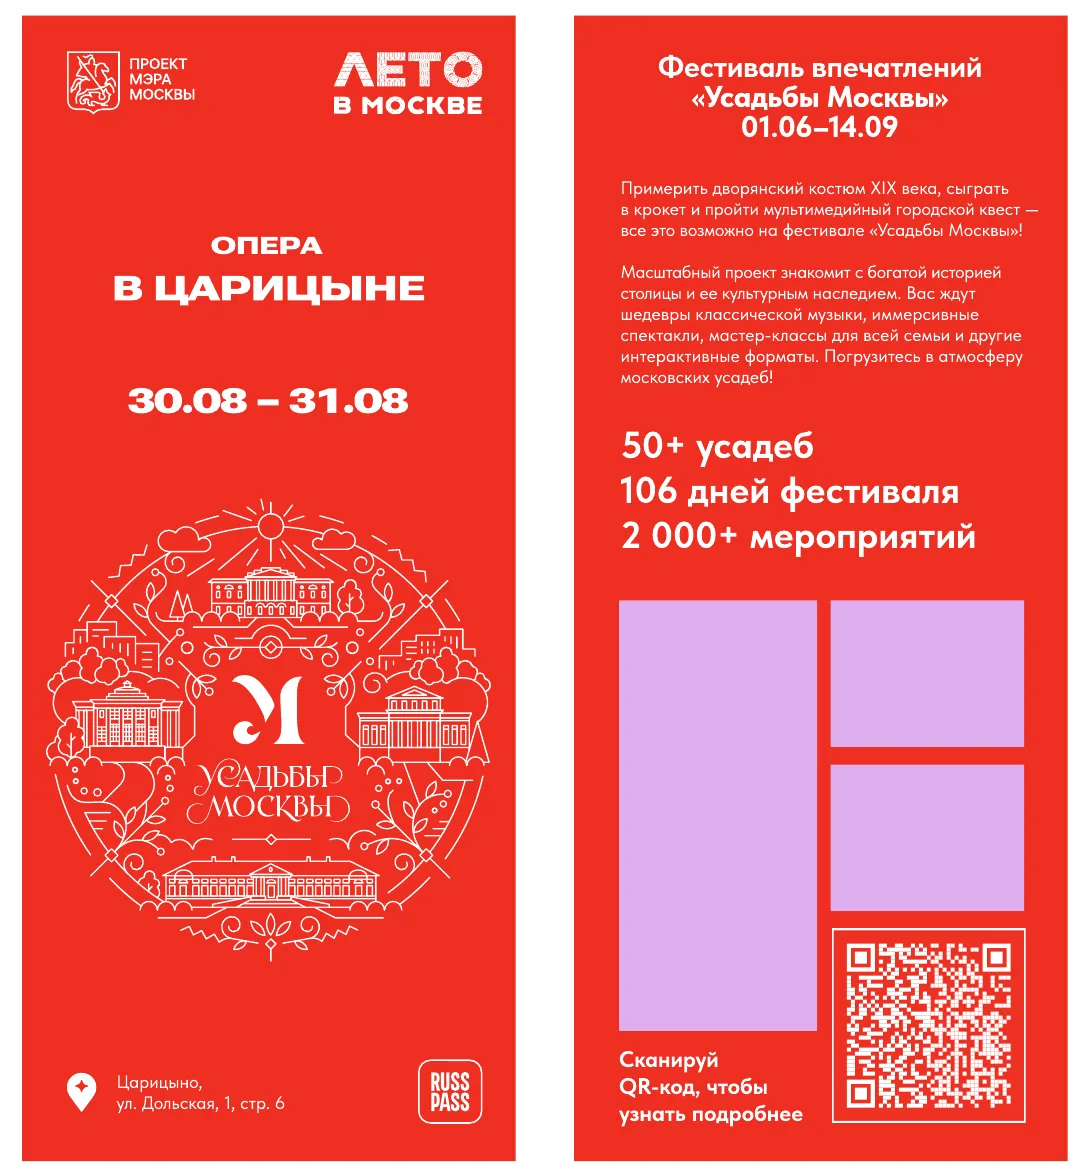 ПРОЕКТ
МЭРА
МОСКВЫ
ЛЕТО
В МОСКВЕ
ОПЕРА
В ЦАРИЦЫНЕ
30.08 – 31.08
УСАДЬБЫ
МОСКВЫ
Царицыно,
ул. Дольская, 1, стр. 6
RUSS
PASS
Фестиваль впечатлений
«Усадьбы Москвы»
01.06–14.09
Примерить дворянский костюм XIX века, сыграть
в крокет и пройти мультимедийный городской квест —
все это возможно на фестивале «Усадьбы Москвы»!
Масштабный проект знакомит с богатой историей
столицы и ее культурным наследием. Вас ждут
шедевры классической музыки, иммерсивные
спектакли, мастер-классы для всей семьи и другие
интерактивные форматы. Погрузитесь в атмосферу
московских усадеб!
50+ усадеб
106 дней фестиваля
2 000+ мероприятий
Сканируй
QR-код, чтобы
узнать подробнее